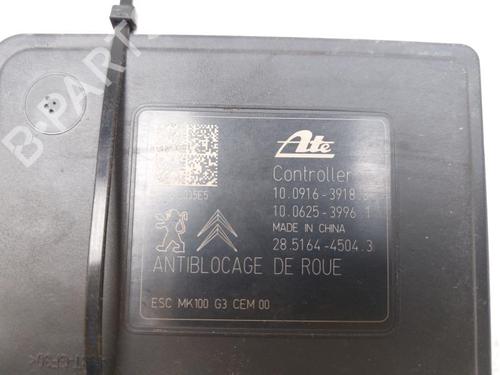 B-PARTS
Ate
Controller
10.0916-3918.
10.0625-3996.1
MADE IN CHINA
28.5164-4504.3
ANTIBLOCAGE DE ROUE
ESC MK100 G3 CEM 00